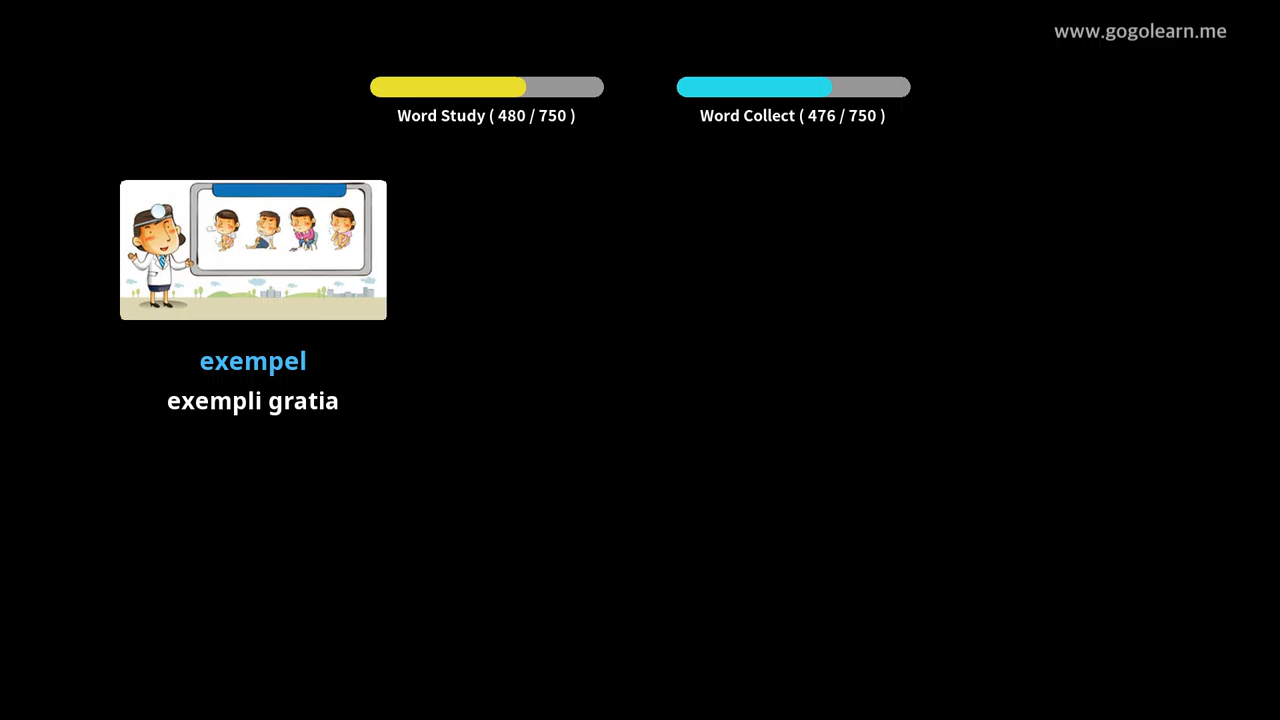 www.gogolearn.me
Word Study ( 480 / 750 )
Word Collect ( 476 / 750 )
exempel
exempli gratia